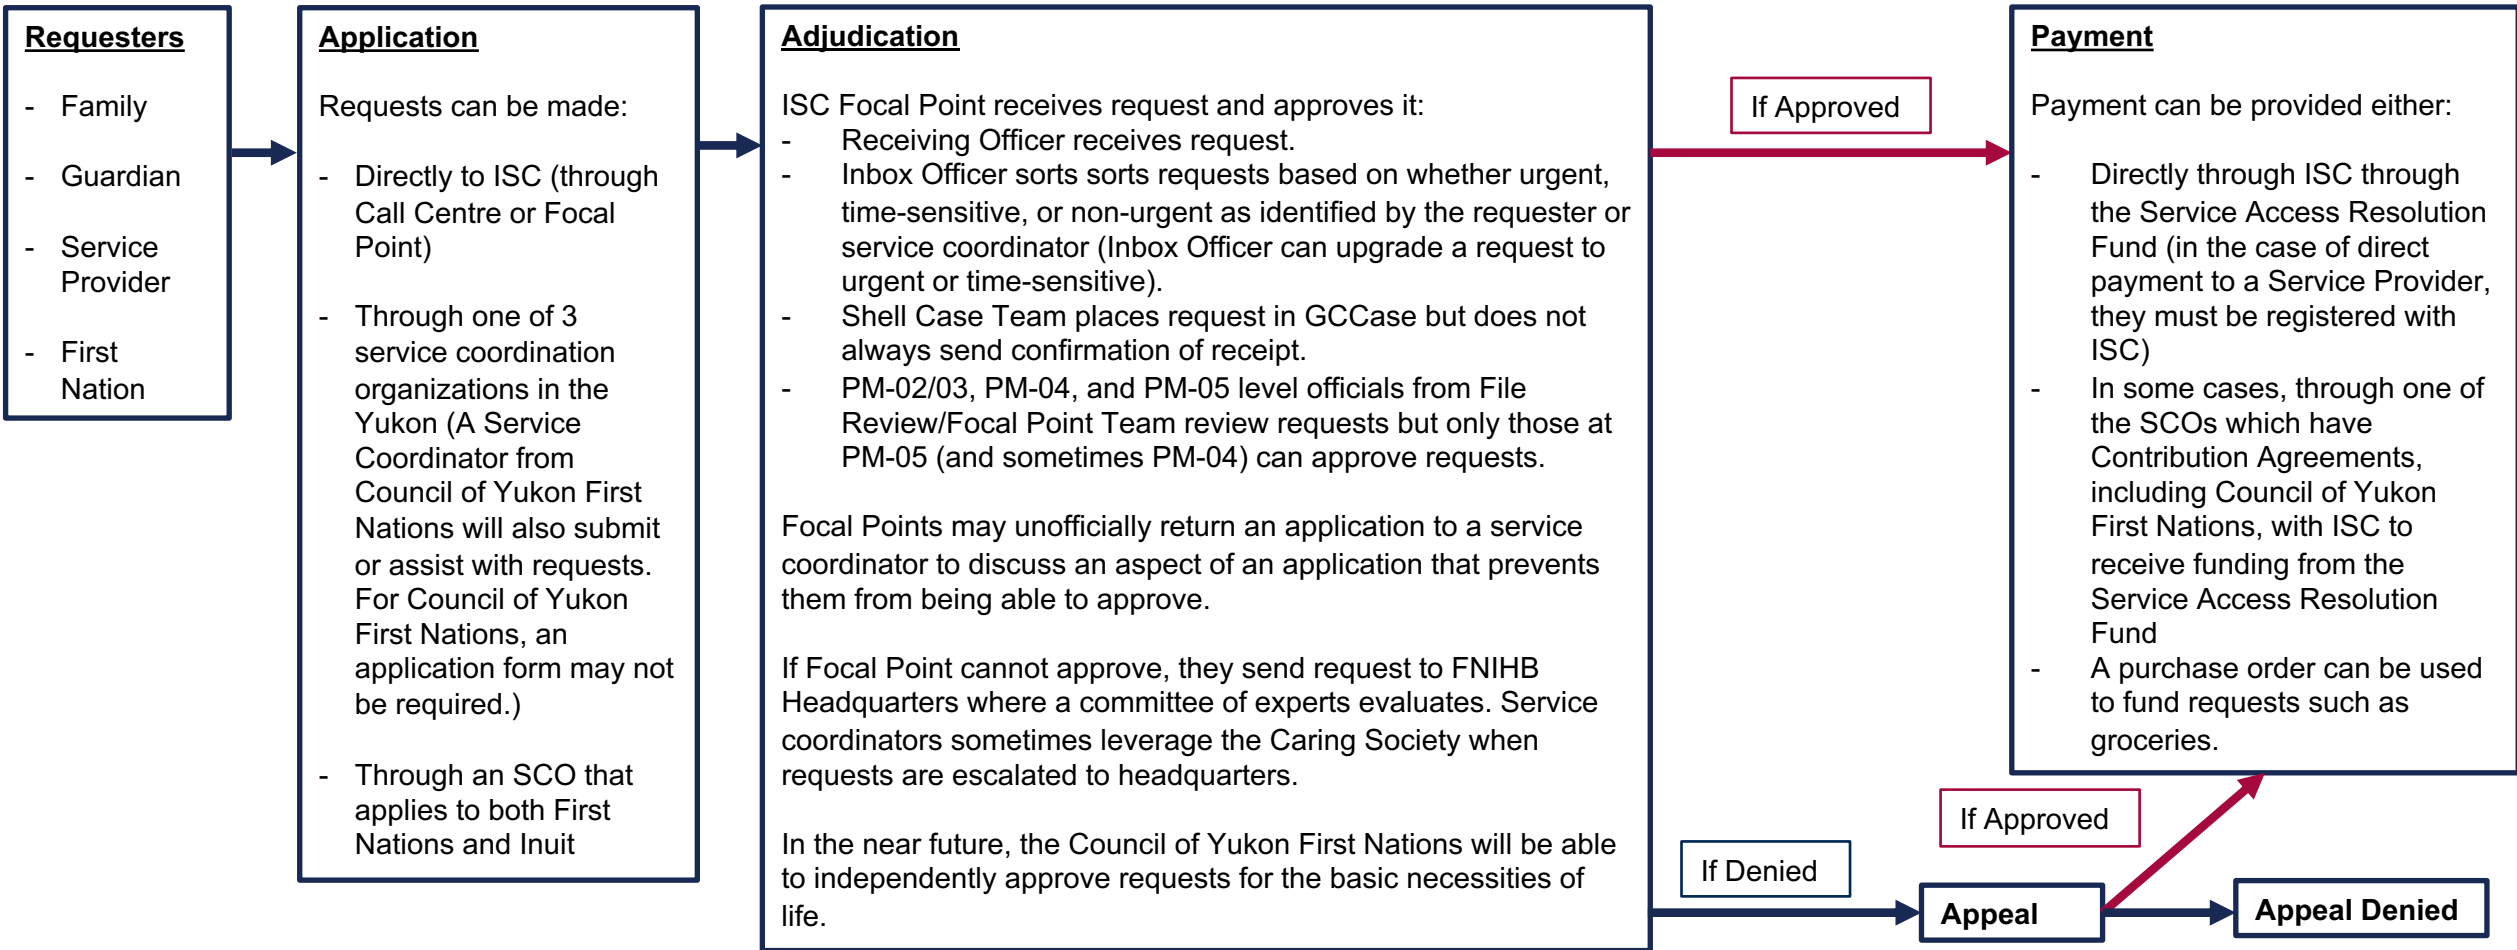 Requesters
- Family
- Guardian
- Service
Provider
- First
Nation
Application
Requests can be made:
- Directly to ISC (through
Call Centre or Focal
Point)
- Through one of 3
service coordination
organizations in the
Yukon (A Service
Coordinator from
Council of Yukon First
Nations will also submit
or assist with requests.
For Council of Yukon
First Nations, an
application form may not
be required.)
- Through an SCO that
applies to both First
Nations and Inuit
Adjudication
ISC Focal Point receives request and approves it:
- Receiving Officer receives request.
- Inbox Officer sorts sorts requests based on whether urgent,
time-sensitive, or non-urgent as identified by the requester or
service coordinator (Inbox Officer can upgrade a request to
urgent or time-sensitive).
- Shell Case Team places request in GCCase but does not
always send confirmation of receipt.
- PM-02/03, PM-04, and PM-05 level officials from File
Review/Focal Point Team review requests but only those at
PM-05 (and sometimes PM-04) can approve requests.
Focal Points may unofficially return an application to a service
coordinator to discuss an aspect of an application that prevents
them from being able to approve.
If Focal Point cannot approve, they send request to FNIHB
Headquarters where a committee of experts evaluates. Service
coordinators sometimes leverage the Caring Society when
requests are escalated to headquarters.
In the near future, the Council of Yukon First Nations will be able
to independently approve requests for the basic necessities of
life.
If Approved
Payment
Payment can be provided either:
- Directly through ISC through
the Service Access Resolution
Fund (in the case of direct
payment to a Service Provider,
they must be registered with
ISC)
- In some cases, through one of
the SCOs which have
Contribution Agreements,
including Council of Yukon
First Nations, with ISC to
receive funding from the
Service Access Resolution
Fund
- A purchase order can be used
to fund requests such as
groceries.
If Approved
If Denied
Appeal
Appeal Denied